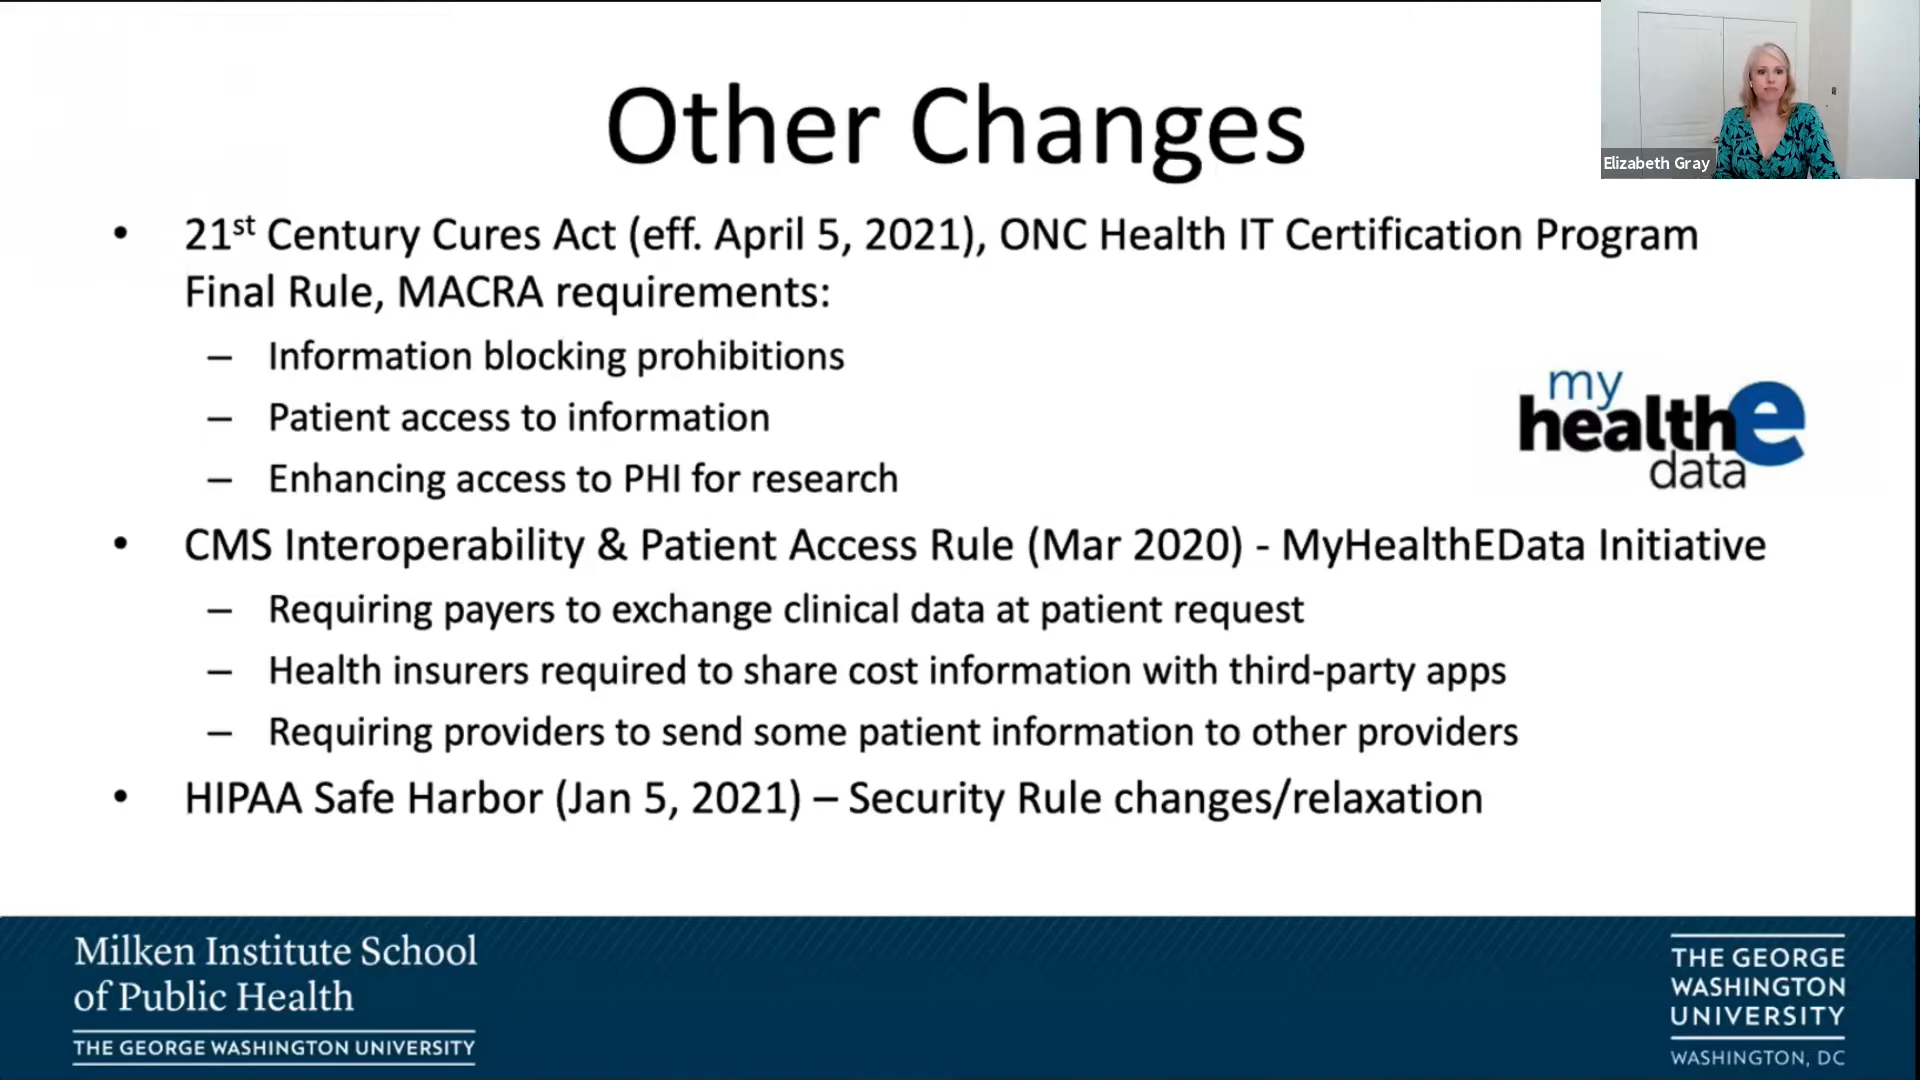 Other Changes
Elizabeth Gray
• 21st Century Cures Act (eff. April 5, 2021), ONC Health IT Certification Program
Final Rule, MACRA requirements:
– Information blocking prohibitions
– Patient access to information
– Enhancing access to PHI for research
my
healthe
data
• CMS Interoperability & Patient Access Rule (Mar 2020) - MyHealthEData Initiative
– Requiring payers to exchange clinical data at patient request
– Health insurers required to share cost information with third-party apps
– Requiring providers to send some patient information to other providers
• HIPAA Safe Harbor (Jan 5, 2021) – Security Rule changes/relaxation
Milken Institute School
of Public Health
THE GEORGE WASHINGTON UNIVERSITY
THE GEORGE
WASHINGTON
UNIVERSITY
WASHINGTON, DC